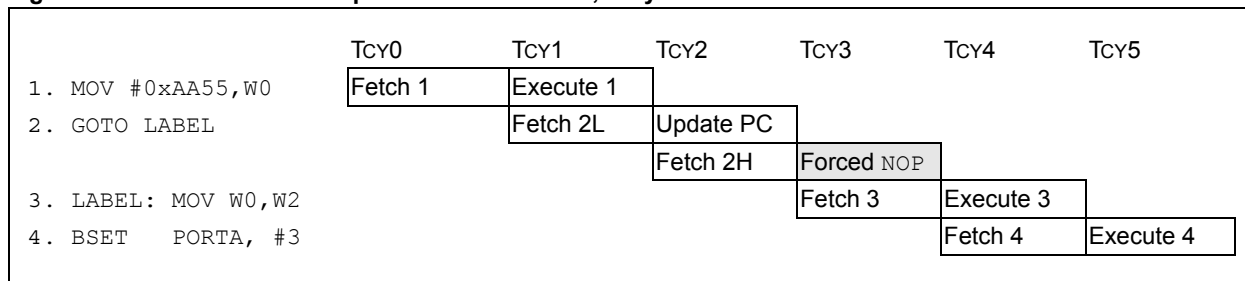 TCY0 TCY1 TCY2 TCY3 TCY4 TCY5
1. MOV #0xAA55,W0 Fetch 1 Execute 1
2. GOTO LABEL Fetch 2L Update PC
Fetch 2H Forced NOP
3. LABEL: MOV W0,W2 Fetch 3 Execute 3
4. BSET PORTA, #3 Fetch 4 Execute 4